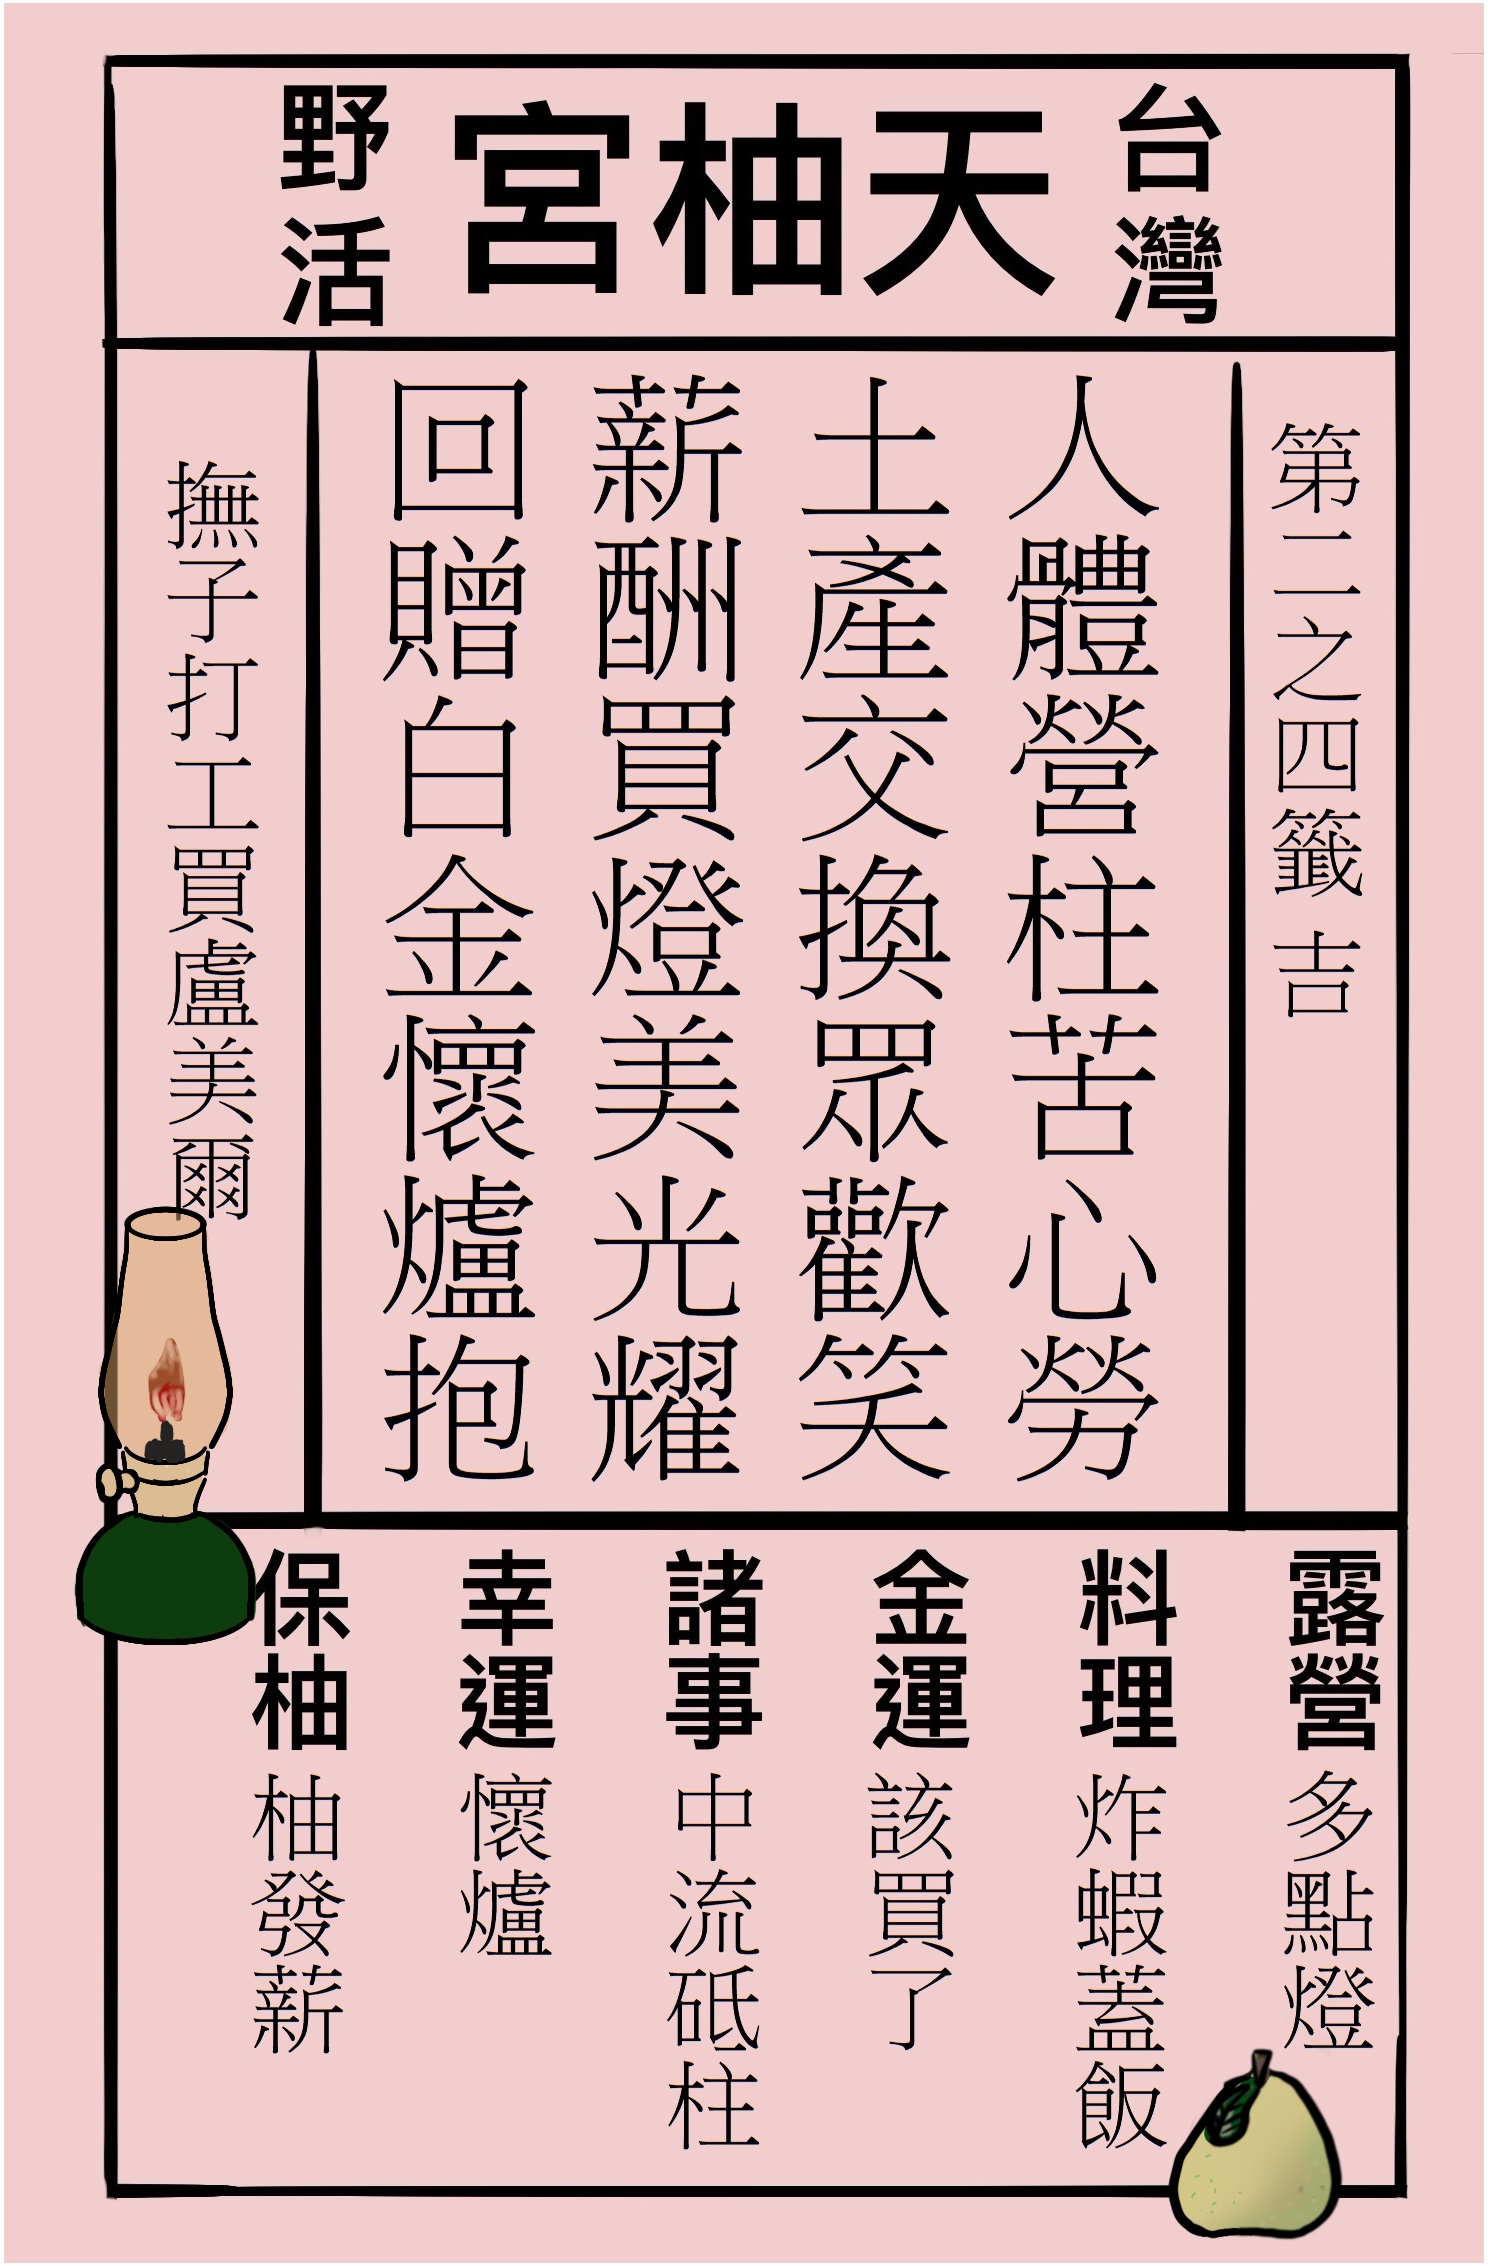 台灣
天柚宮
野活
第二之四籤 吉
人體營柱苦心勞
土產交換眾歡笑
薪酬買燈美光耀
回贈白金懷爐抱
撫子打工買盧美爾
露營 多點燈
料理 炸蝦蓋飯
金運 該買了
諸事 中流砥柱
幸運 懷爐
保柚 柚發薪